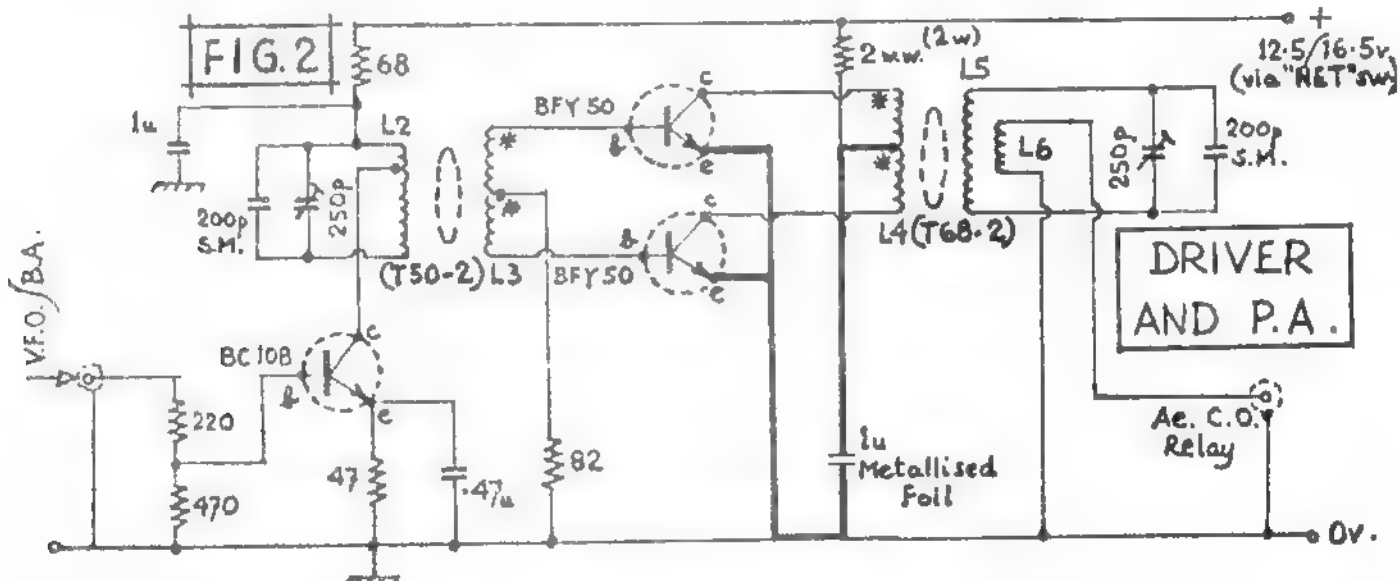 FIG. 2
68
1u
L2
200p
S.M.
250p
(T50-2)
L3
BFY 50
c
b
e
*
*
BFY 50
c
b
e
2 w.w. (2w)
*
*
L4 (T68-2)
L5
L6
250p
200p
S.M.
+
12.5/16.5v
(via "NET" sw)
DRIVER
AND P.A.
V.F.O./B.A.
BC 108
c
b
e
220
470
47
.47u
82
1u
Metallised
Foil
Ae. C.O.
Relay
0v.